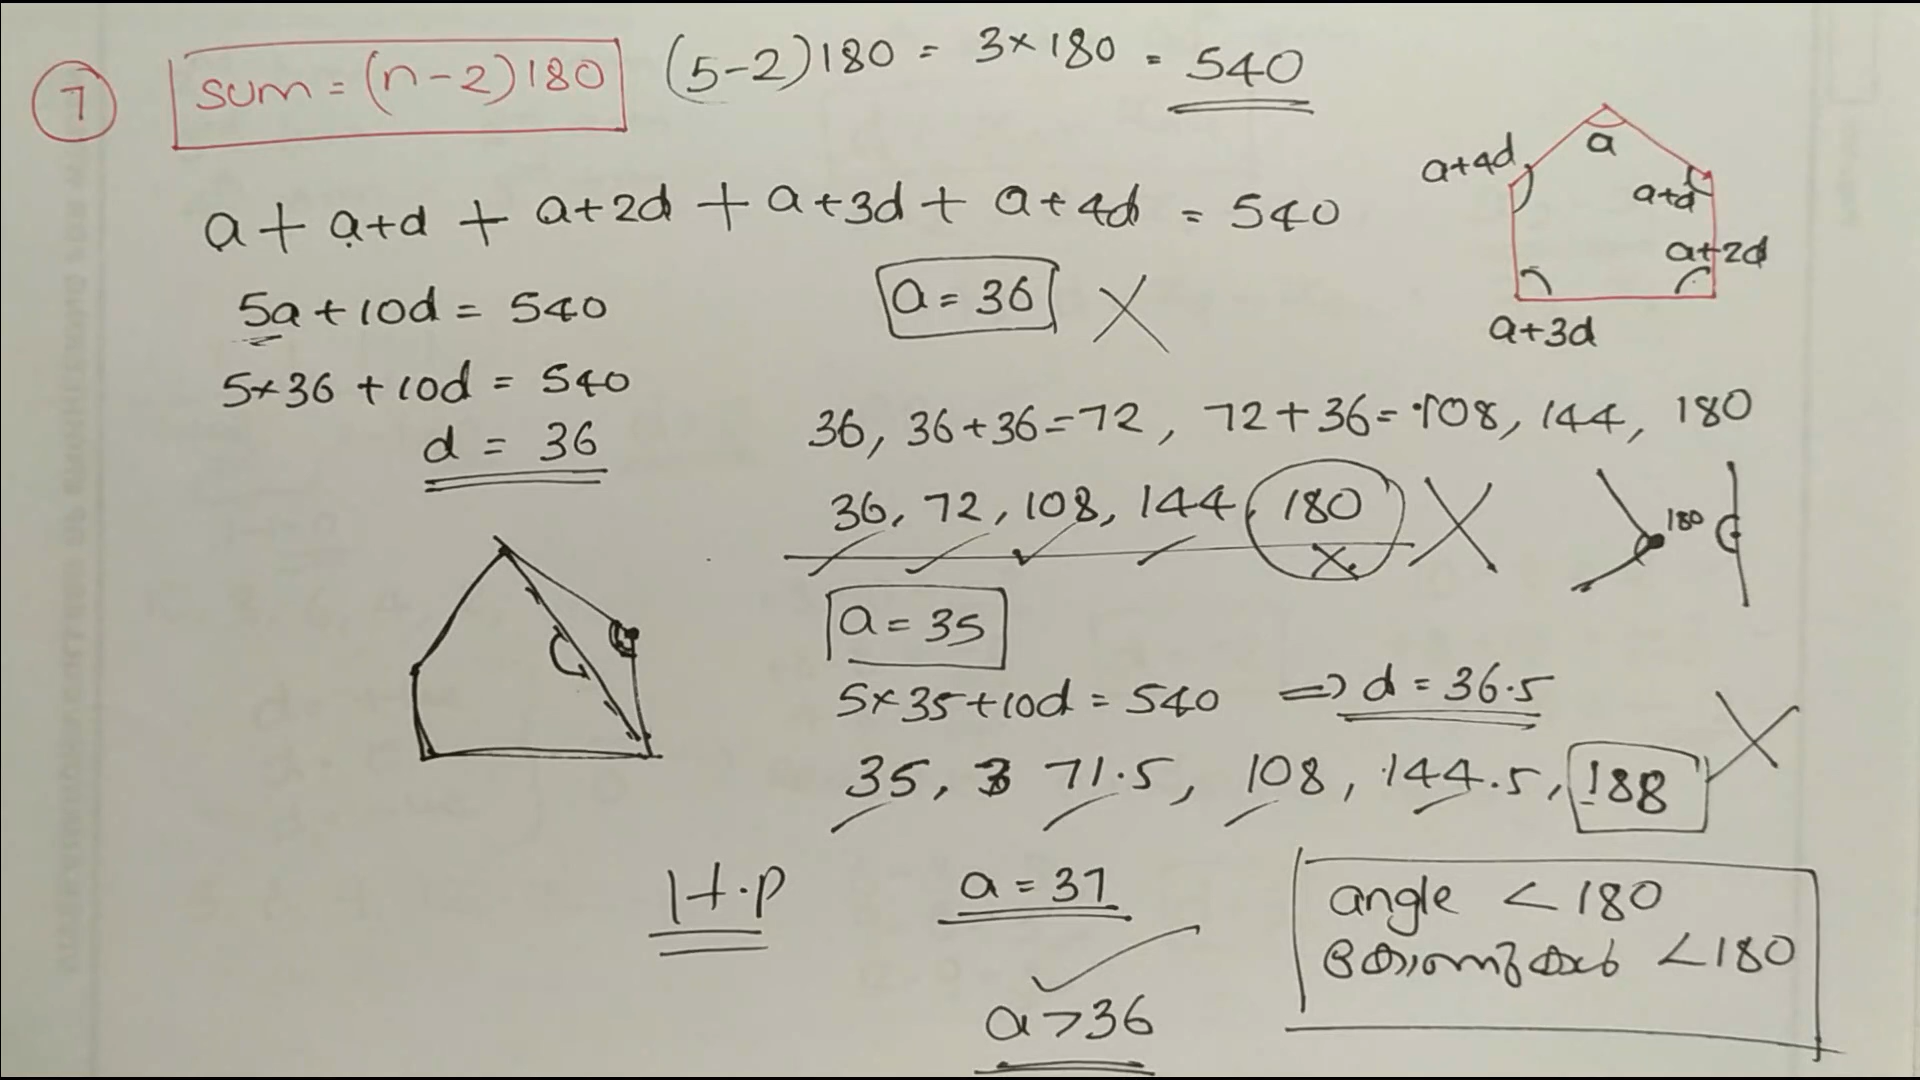 7
sum = (n-2)180
(5-2)180 = 3×180 = 540
a + a+d + a+2d + a+3d + a+4d = 540
a
a+4d
a+d
a+2d
a+3d
5a + 10d = 540
5×36 + 10d = 540
d = 36
a = 36 X
36, 36+36=72, 72+36=108, 144, 180
36, 72, 108, 144, 180 X
180
a = 35
5×35+10d = 540 ⇒ d = 36.5
35, 71.5, 108, 144.5, 188 X
H.P
a = 37
a > 36
angle < 180
കോണുകൾ < 180